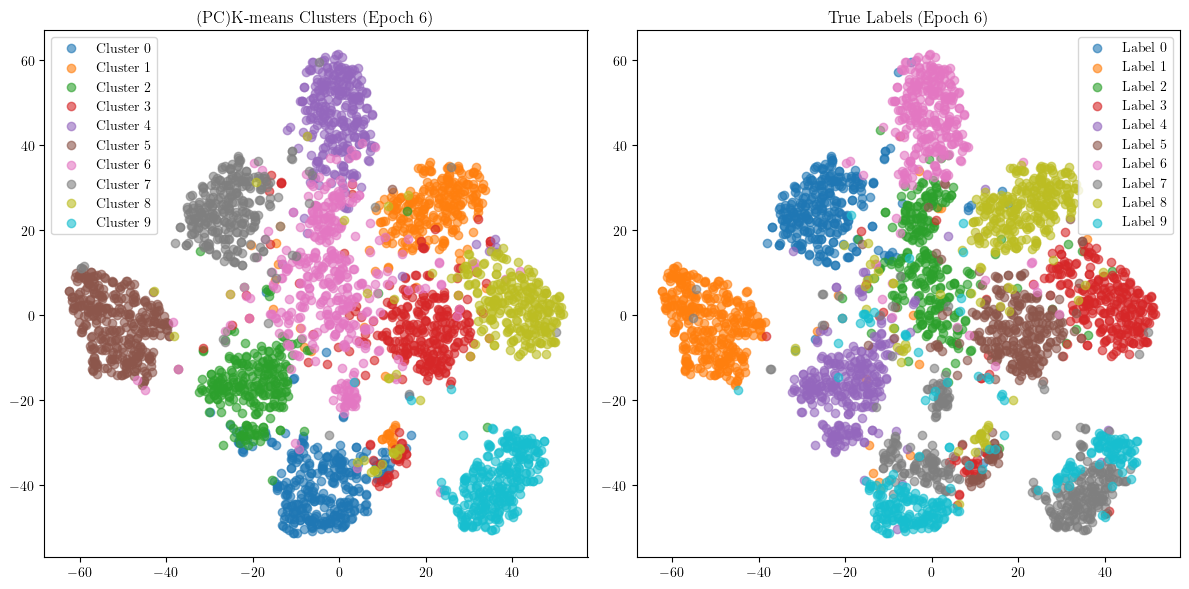 (PC)K-means Clusters (Epoch 6)
Cluster 0
Cluster 1
Cluster 2
Cluster 3
Cluster 4
Cluster 5
Cluster 6
Cluster 7
Cluster 8
Cluster 9
60
40
20
0
−20
−40
−60
−40
−20
0
20
40
True Labels (Epoch 6)
Label 0
Label 1
Label 2
Label 3
Label 4
Label 5
Label 6
Label 7
Label 8
Label 9
60
40
20
0
−20
−40
−60
−40
−20
0
20
40